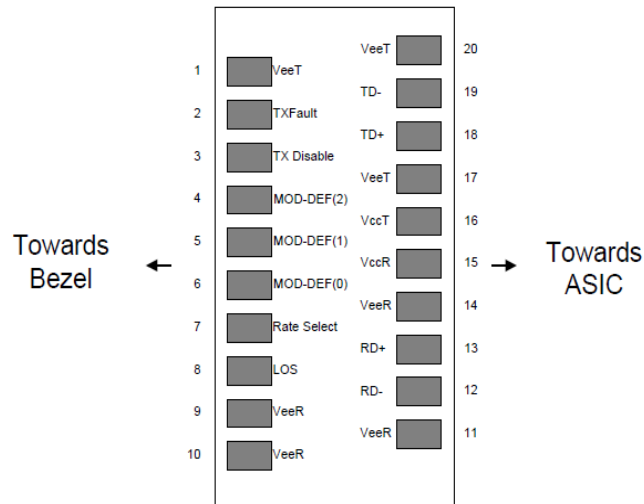 VeeT 20
1 VeeT
TD- 19
2 TXFault
TD+ 18
3 TX Disable
VeeT 17
4 MOD-DEF(2)
VccT 16
5 MOD-DEF(1)
Towards
Bezel
VccR 15
Towards
ASIC
6 MOD-DEF(0)
VeeR 14
7 Rate Select
RD+ 13
8 LOS
RD- 12
9 VeeR
VeeR 11
10 VeeR